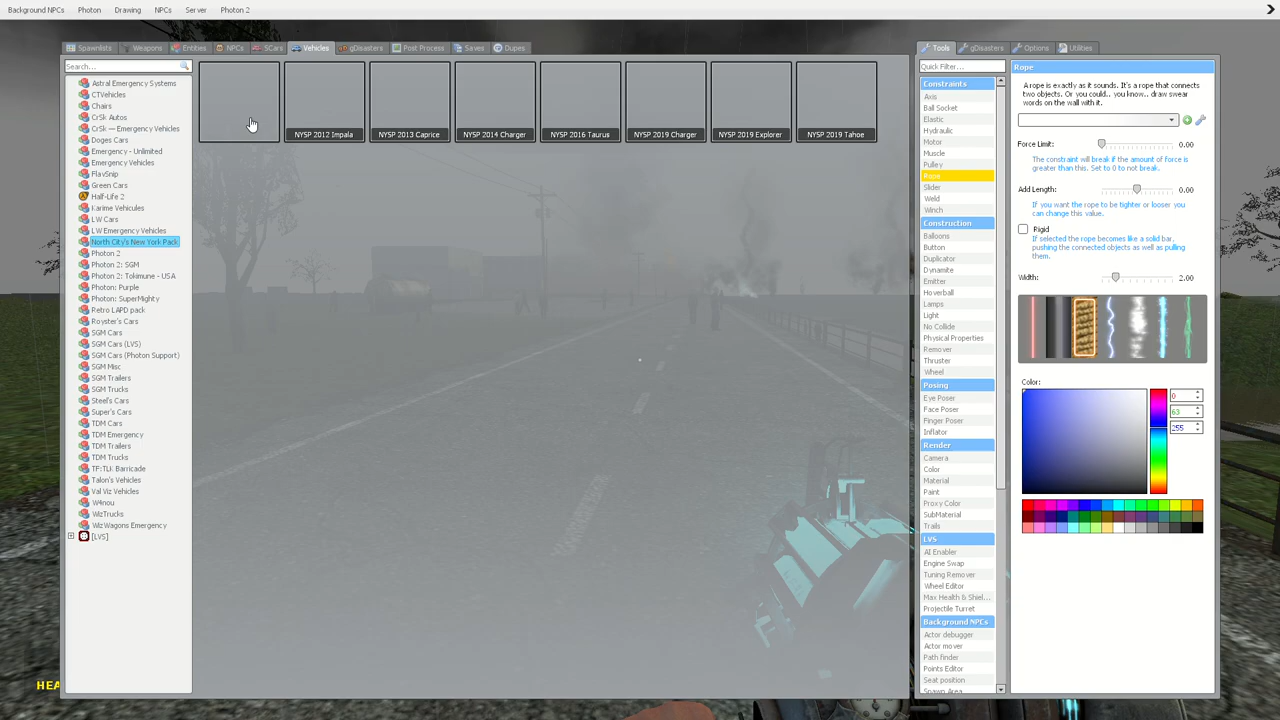 Background NPCs Photon Drawing NPCs Server Photon 2
Spawnlists Weapons Entities NPCs SCars Vehicles gDisasters Post Process Saves Dupes
Search...
Astral Emergency Systems
CTVehicles
Chairs
CrSk Autos
CrSk — Emergency Vehicles
Doges Cars
Emergency - Unlimited
Emergency Vehicles
FlavSnip
Green Cars
Half-Life 2
Karime Vehicules
LW Cars
LW Emergency Vehicles
North City's New York Pack
Photon 2
Photon 2: SGM
Photon 2: Tokimune - USA
Photon: Purple
Photon: SuperMighty
Retro LAPD pack
Royster's Cars
SGM Cars
SGM Cars (LVS)
SGM Cars (Photon Support)
SGM Misc
SGM Trailers
SGM Trucks
Steel's Cars
Super's Cars
TDM Cars
TDM Emergency
TDM Trailers
TDM Trucks
TF:TLK Barricade
Talon's Vehicles
Val Viz Vehicles
W4nou
WizTrucks
WizWagons Emergency
[LVS]
NYSP 2012 Impala NYSP 2013 Caprice NYSP 2014 Charger NYSP 2016 Taurus NYSP 2019 Charger NYSP 2019 Explorer NYSP 2019 Tahoe
HEA
Tools gDisasters Options Utilities
Quick Filter...
Constraints
Axis
Ball Socket
Elastic
Hydraulic
Motor
Muscle
Pulley
Rope
Slider
Weld
Winch
Construction
Balloons
Button
Duplicator
Dynamite
Emitter
Hoverball
Lamps
Light
No Collide
Physical Properties
Remover
Thruster
Wheel
Posing
Eye Poser
Face Poser
Finger Poser
Inflator
Render
Camera
Color
Material
Paint
Proxy Color
SubMaterial
Trails
LVS
AI Enabler
Engine Swap
Tuning Remover
Wheel Editor
Max Health & Shiel...
Projectile Turret
Background NPCs
Actor debugger
Actor mover
Path finder
Points Editor
Seat position
Spawn Area
Rope
A rope is exactly as it sounds. It's a rope that connects
two objects. Or you could.. you know.. draw swear
words on the wall with it.
Force Limit: 0.00
The constraint will break if the amount of force is
greater than this. Set to 0 to not break.
Add Length: 0.00
If you want the rope to be tighter or looser you
can change this value.
Rigid
If selected the rope becomes like a solid bar,
pushing the connected objects as well as pulling
them.
Width: 2.00
Color:
0
63
255